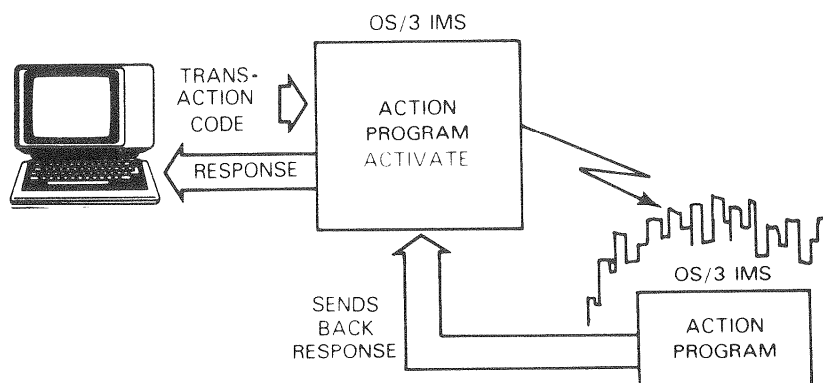 OS/3 IMS
TRANS-
ACTION
CODE
ACTION
PROGRAM
ACTIVATE
RESPONSE
OS/3 IMS
SENDS
BACK
RESPONSE
ACTION
PROGRAM